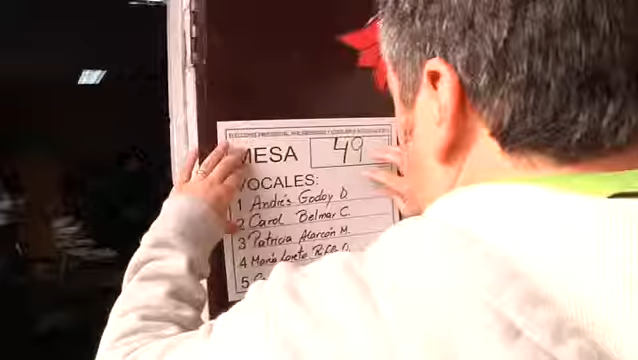 MESA 49
VOCALES:
1 Andrés Godoy D.
2 Carol Belmar C.
3 Patricia Alarcón M.
4 María Loreto
5